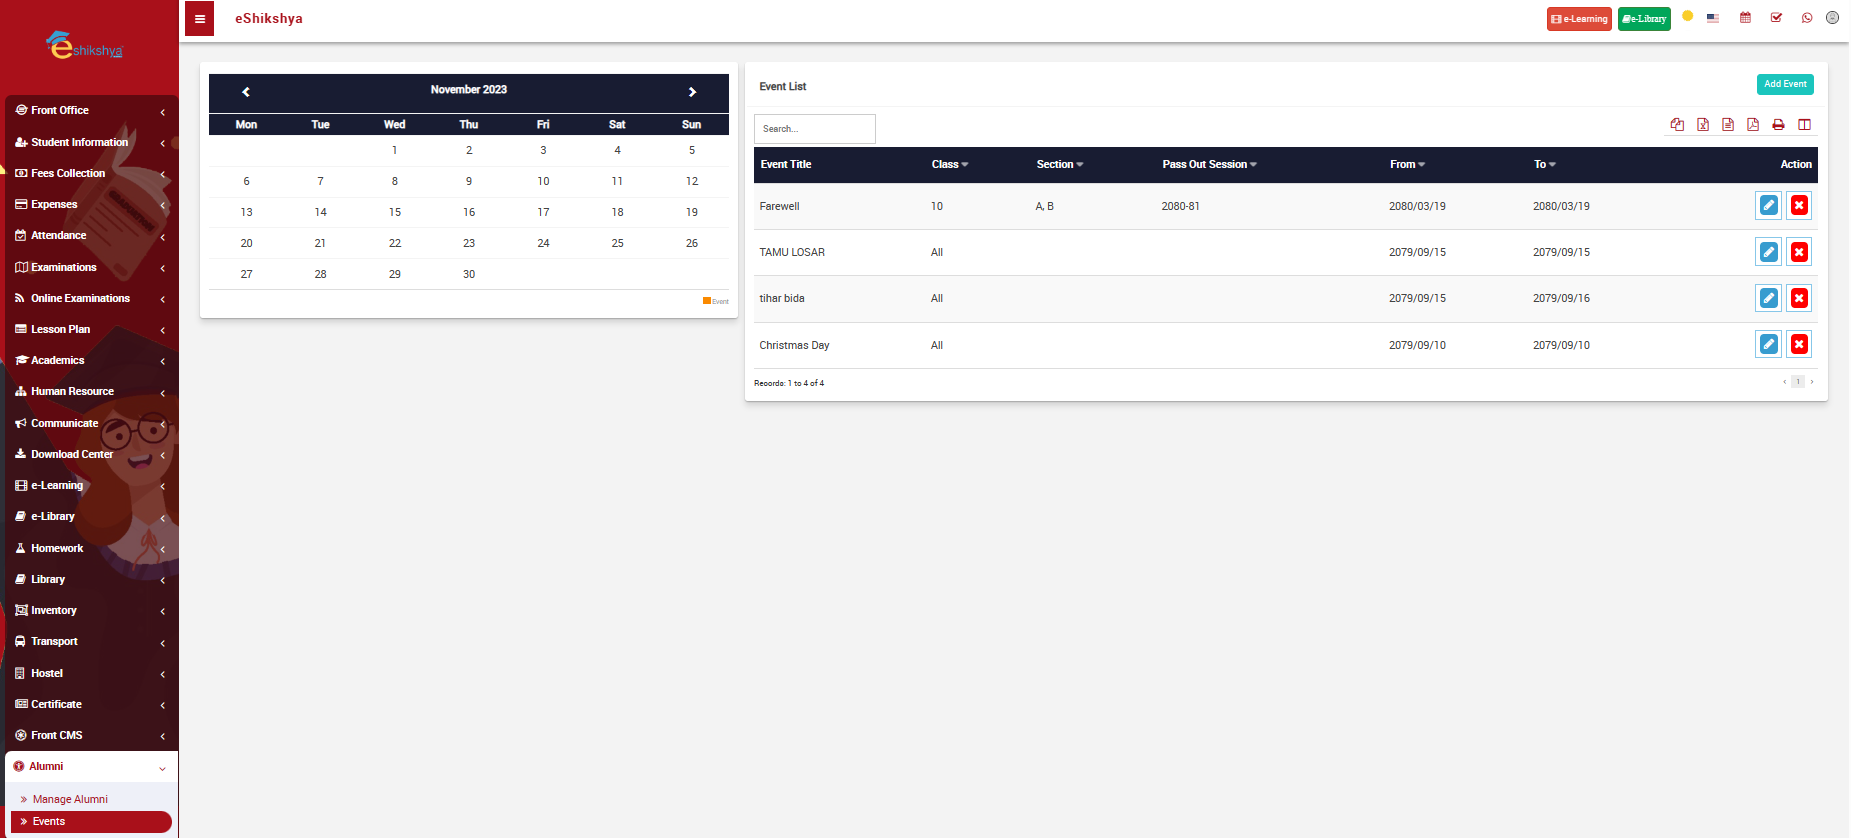 eshikshya
eShikshya
e-Learning
e-Library
Front Office
Student Information
Fees Collection
Expenses
Attendance
Examinations
Online Examinations
Lesson Plan
Academics
Human Resource
Communicate
Download Center
e-Learning
e-Library
Homework
Library
Inventory
Transport
Hostel
Certificate
Front CMS
Alumni
Manage Alumni
Events
November 2023
Mon Tue Wed Thu Fri Sat Sun
1 2 3 4 5
6 7 8 9 10 11 12
13 14 15 16 17 18 19
20 21 22 23 24 25 26
27 28 29 30
Event
Event List
Add Event
Search...
Event Title Class Section Pass Out Session From To Action
Farewell 10 A, B 2080-81 2080/03/19 2080/03/19
TAMU LOSAR All 2079/09/15 2079/09/15
tihar bida All 2079/09/15 2079/09/16
Christmas Day All 2079/09/10 2079/09/10
Records: 1 to 4 of 4
1